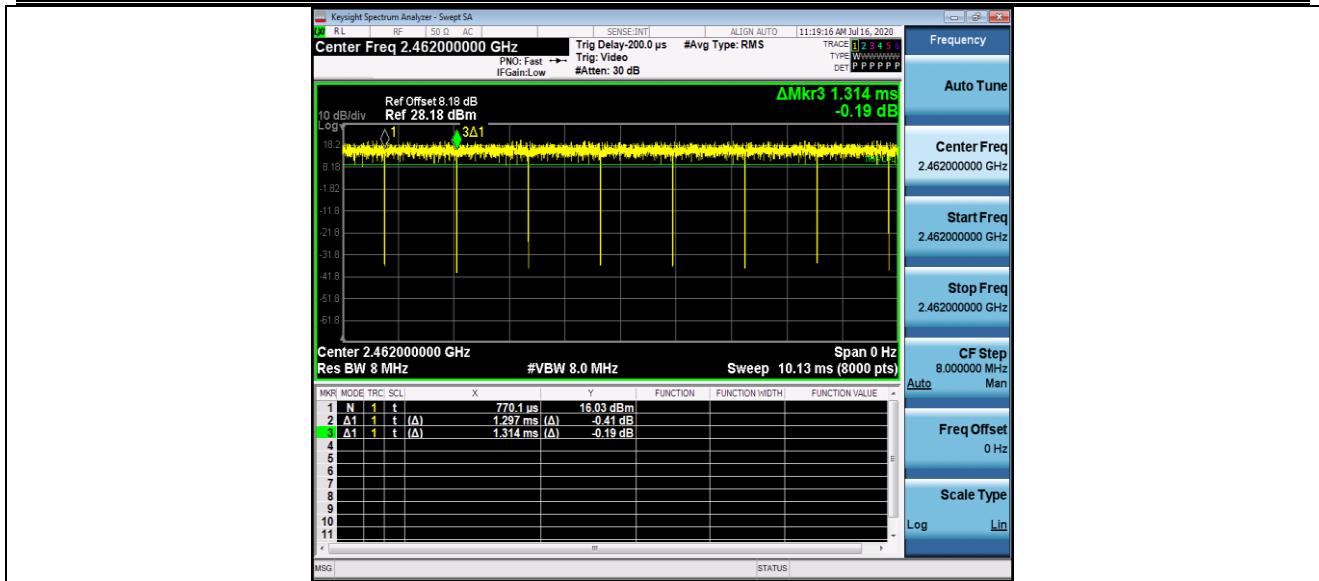 Keysight Spectrum Analyzer - Swept SA
RL RF 50 Ω AC SENSE:INT ALIGN AUTO 11:19:16 AM Jul 16, 2020
Center Freq 2.462000000 GHz
PNO: Fast
IFGain:Low
Trig Delay-200.0 µs
Trig: Video
#Atten: 30 dB
#Avg Type: RMS
TRACE 1 2 3 4 5 6
TYPE WWWWWW
DET P P P P P P
ΔMkr3 1.314 ms
-0.19 dB
Ref Offset 8.18 dB
10 dB/div Ref 28.18 dBm
Log
1
3Δ1
18.2
8.18
-1.82
-11.8
-21.8
-31.8
-41.8
-51.8
-61.8
Center 2.462000000 GHz Span 0 Hz
Res BW 8 MHz #VBW 8.0 MHz Sweep 10.13 ms (8000 pts)
MKR MODE TRC SCL X Y FUNCTION FUNCTION WIDTH FUNCTION VALUE
1 N 1 t 770.1 µs 16.03 dBm
2 Δ1 1 t (Δ) 1.297 ms (Δ) -0.41 dB
3 Δ1 1 t (Δ) 1.314 ms (Δ) -0.19 dB
4
5
6
7
8
9
10
11
MSG STATUS
Frequency
Auto Tune
Center Freq
2.462000000 GHz
Start Freq
2.462000000 GHz
Stop Freq
2.462000000 GHz
CF Step
8.000000 MHz
Auto Man
Freq Offset
0 Hz
Scale Type
Log Lin